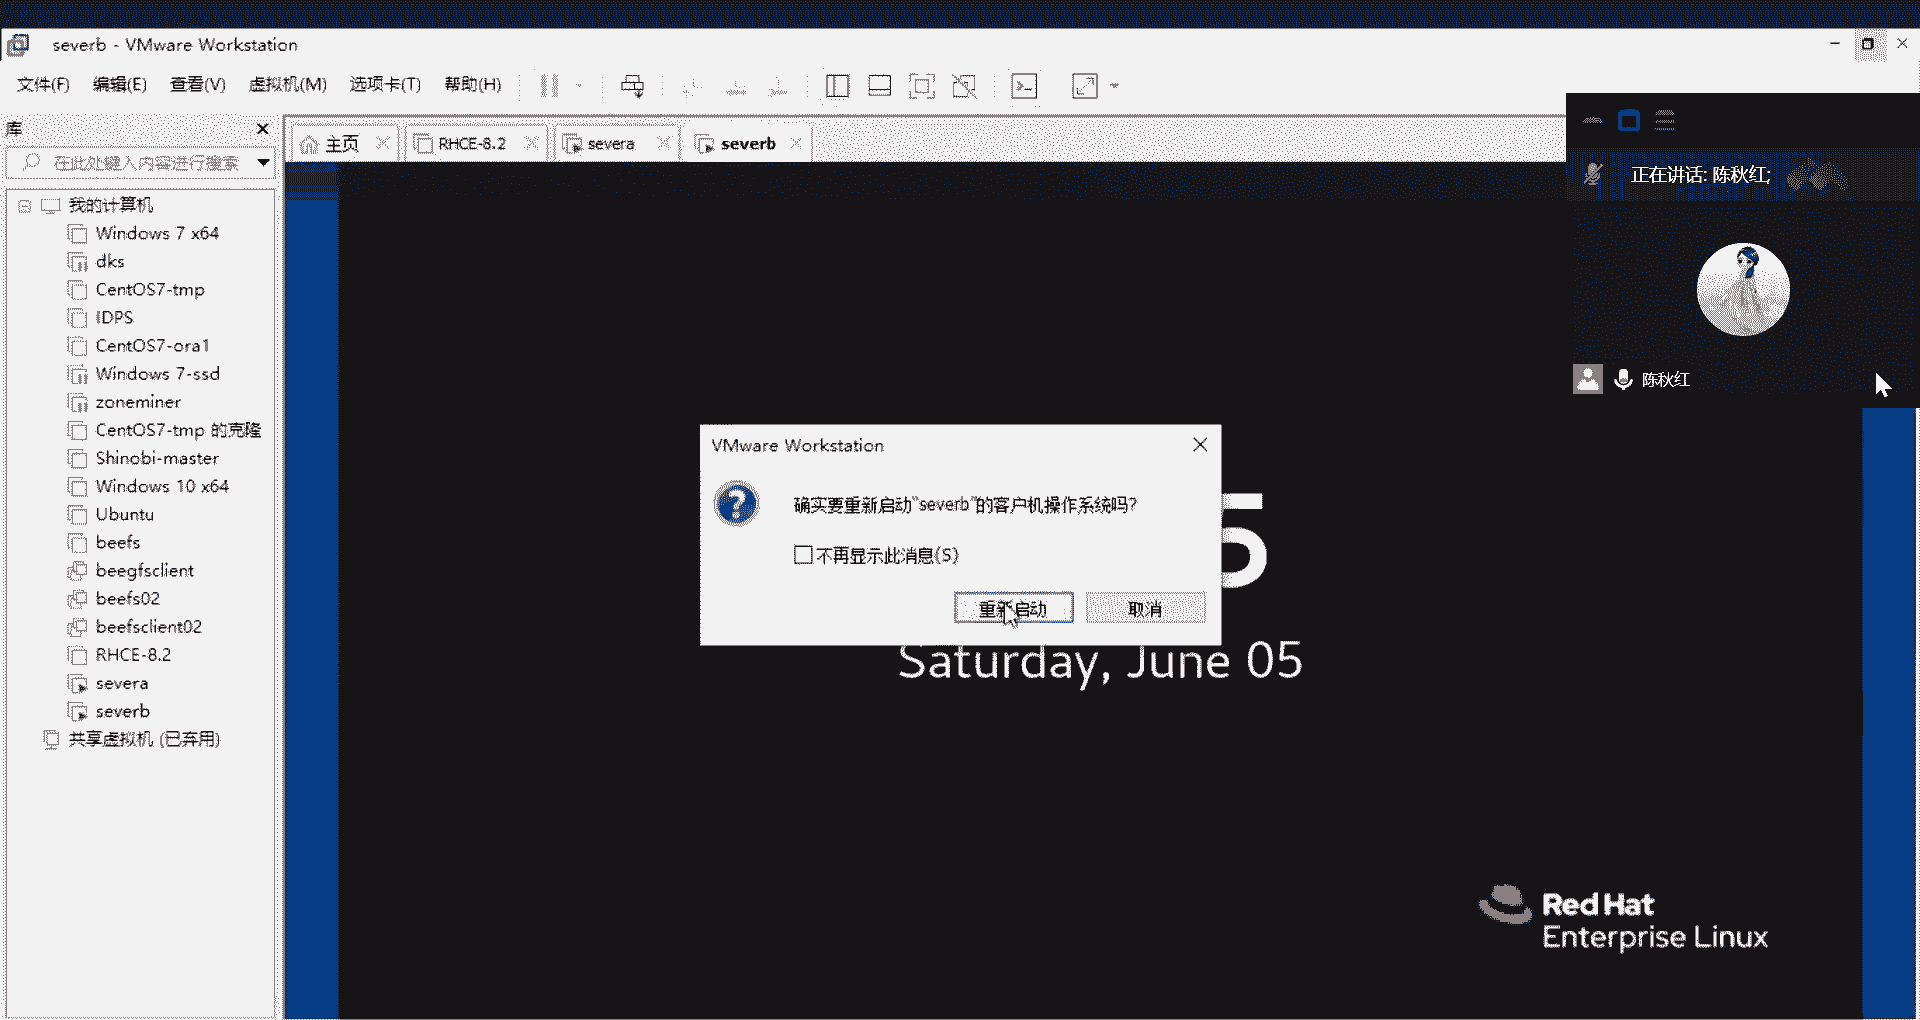 severb - VMware Workstation
文件(F) 编辑(E) 查看(V) 虚拟机(M) 选项卡(T) 帮助(H)
库
在此处键入内容进行搜索
主页 RHCE-8.2 severa severb
正在讲话: 陈秋红;
我的计算机
Windows 7 x64
dks
CentOS7-tmp
IDPS
CentOS7-ora1
Windows 7-ssd
zoneminer
CentOS7-tmp 的克隆
Shinobi-master
Windows 10 x64
Ubuntu
beefs
beegfsclient
beefs02
beefsclient02
RHCE-8.2
severa
severb
共享虚拟机 (已弃用)
陈秋红
VMware Workstation
确实要重新启动"severb"的客户机操作系统吗?
不再显示此消息(S)
重新启动 取消
5
Saturday, June 05
Red Hat
Enterprise Linux